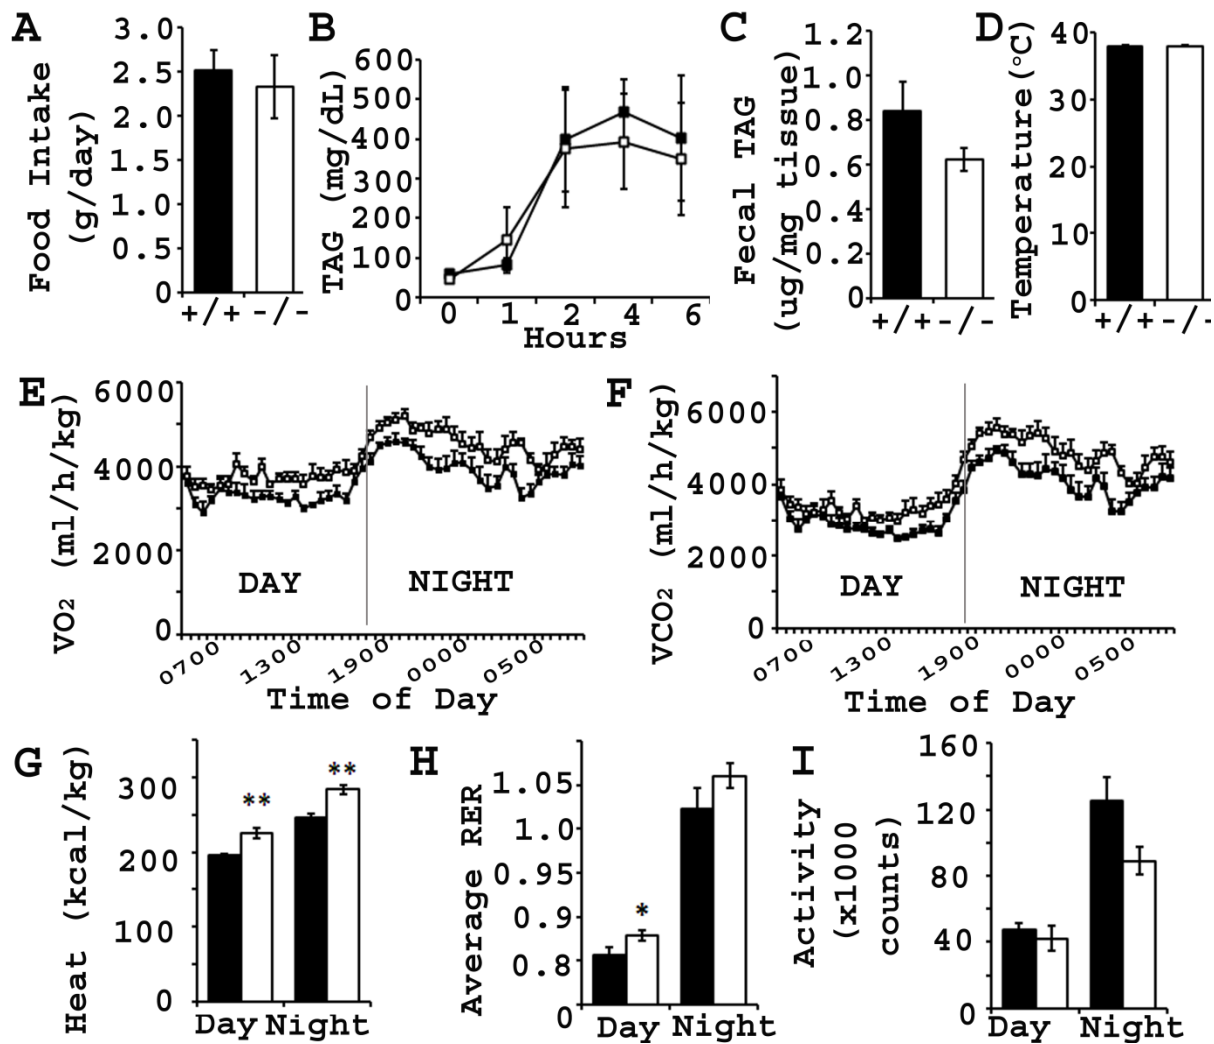 A
Food Intake
(g/day)
3.0
2.5
2.0
1.5
1.0
0.5
0
+/+ -/-
B
TAG (mg/dL)
600
500
400
300
200
100
0
0 1 2 4 6
Hours
C
Fecal TAG
(ug/mg tissue)
1.2
1.0
0.8
0.6
0.4
0.2
0
+/+ -/-
D
Temperature(°C)
40
30
20
10
0
+/+ -/-
E
VO2 (ml/h/kg)
6000
4000
2000
0
DAY NIGHT
0700 1300 1900 0000 0500
Time of Day
F
VCO2 (ml/h/kg)
6000
4000
2000
0
DAY NIGHT
0700 1300 1900 0000 0500
Time of Day
G
Heat (kcal/kg)
300
200
100
0
** **
Day Night
H
Average RER
1.05
1.0
0.95
0.9
0.8
0
*
Day Night
I
Activity
(x1000
counts)
160
120
80
40
0
Day Night